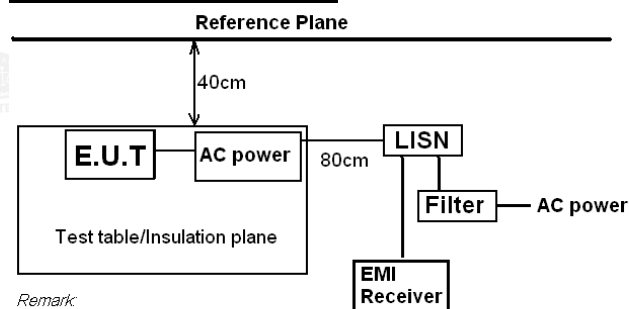 Reference Plane
40cm
E.U.T
AC power
80cm
LISN
Filter
AC power
Test table/Insulation plane
EMI
Receiver
Remark: